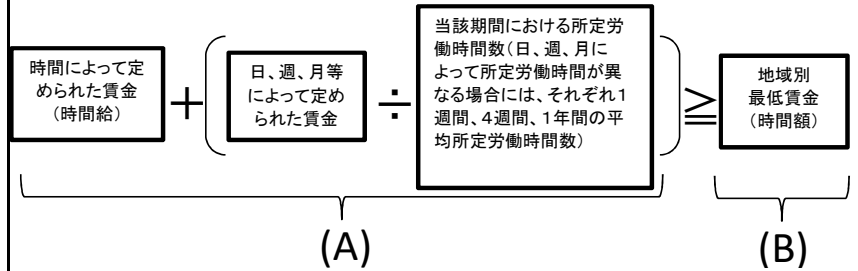 時間によって定
められた賃金
(時間給)
＋
日、週、月等
によって定め
られた賃金
÷
当該期間における所定労
働時間数(日、週、月に
よって所定労働時間が異
なる場合には、それぞれ1
週間、4週間、1年間の平
均所定労働時間数)
≧
地域別
最低賃金
(時間額)
(A)
(B)